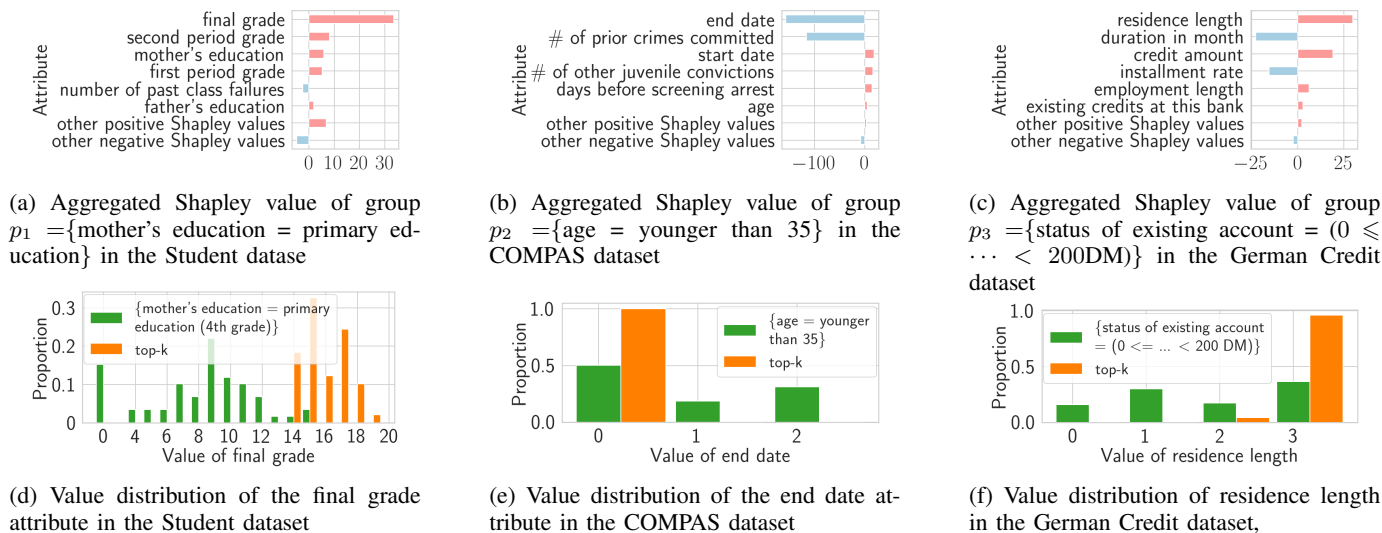 final grade
second period grade
mother's education
first period grade
number of past class failures
father's education
other positive Shapley values
other negative Shapley values
Attribute
0 10 20 30
(a) Aggregated Shapley value of group
p1 ={mother's education = primary ed-
ucation} in the Student datase
end date
# of prior crimes committed
start date
# of other juvenile convictions
days before screening arrest
age
other positive Shapley values
other negative Shapley values
Attribute
−100 0
(b) Aggregated Shapley value of group
p2 ={age = younger than 35} in the
COMPAS dataset
residence length
duration in month
credit amount
installment rate
employment length
existing credits at this bank
other positive Shapley values
other negative Shapley values
Attribute
−25 0 25
(c) Aggregated Shapley value of group
p3 ={status of existing account = (0 ⩽
··· < 200DM)} in the German Credit
dataset
{mother's education = primary
education (4th grade)}
top-k
Proportion
0.3
0.2
0.1
0
0 4 6 8 10 12 14 16 18 20
Value of final grade
(d) Value distribution of the final grade
attribute in the Student dataset
{age = younger
than 35}
top-k
Proportion
1.0
0.5
0.0
0 1 2
Value of end date
(e) Value distribution of the end date at-
tribute in the COMPAS dataset
{status of existing account
= (0 <= ... < 200 DM)}
top-k
Proportion
1.0
0.5
0.0
0 1 2 3
Value of residence length
(f) Value distribution of residence length
in the German Credit dataset,